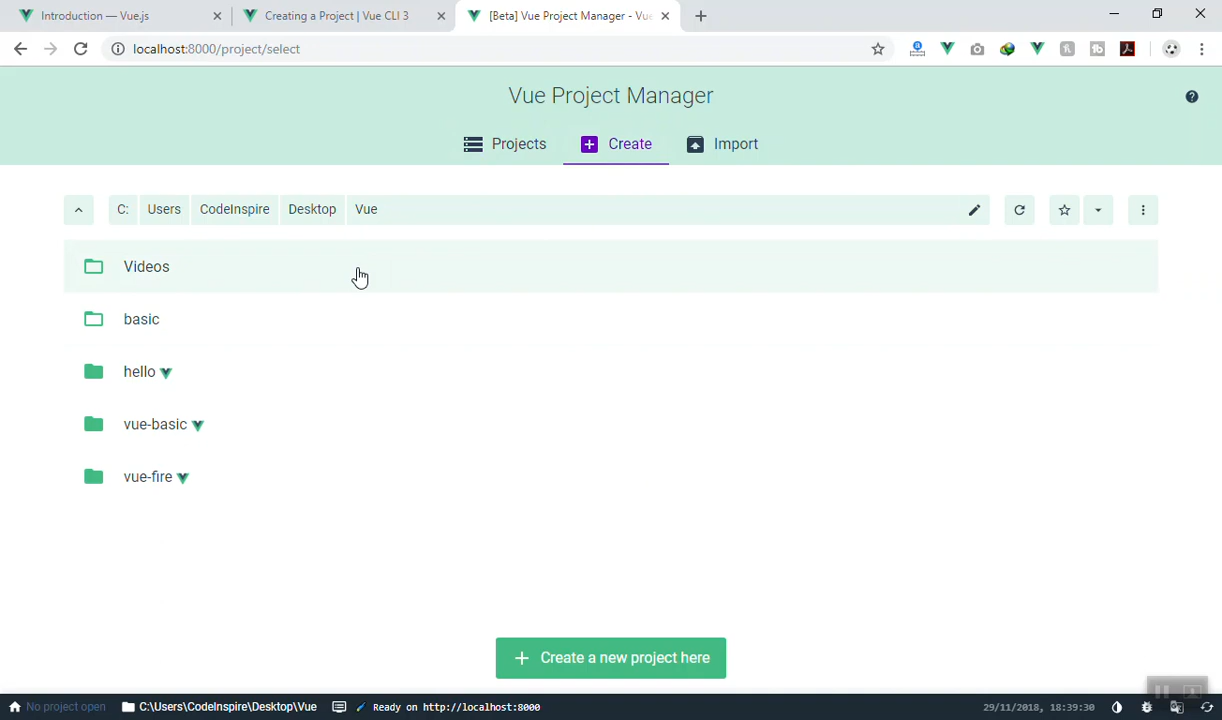 Introduction — Vue.js
Creating a Project | Vue CLI 3
[Beta] Vue Project Manager - Vue
localhost:8000/project/select
Vue Project Manager
Projects
Create
Import
C:
Users
CodeInspire
Desktop
Vue
Videos
basic
hello
vue-basic
vue-fire
Create a new project here
No project open
C:\Users\CodeInspire\Desktop\Vue
Ready on http://localhost:8000
29/11/2018, 18:39:30